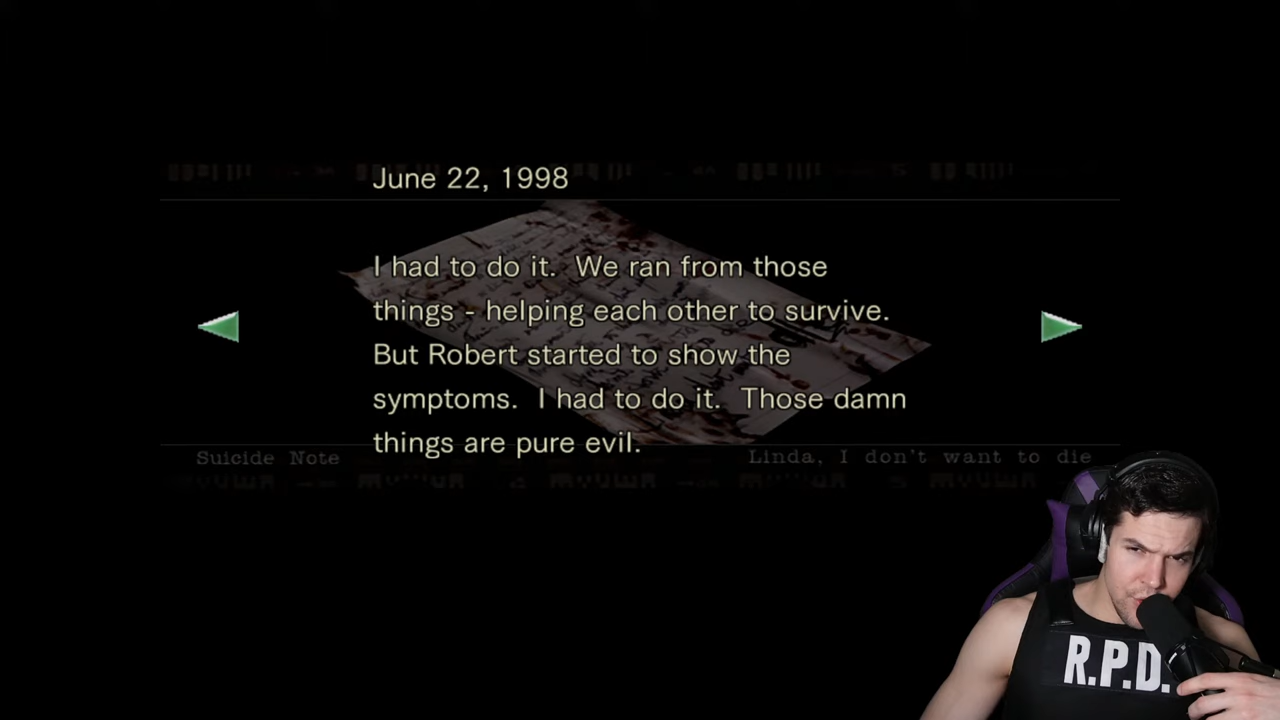 June 22, 1998
I had to do it. We ran from those
things - helping each other to survive.
But Robert started to show the
symptoms. I had to do it. Those damn
things are pure evil.
Suicide Note
Linda, I don't want to die
R.P.D.